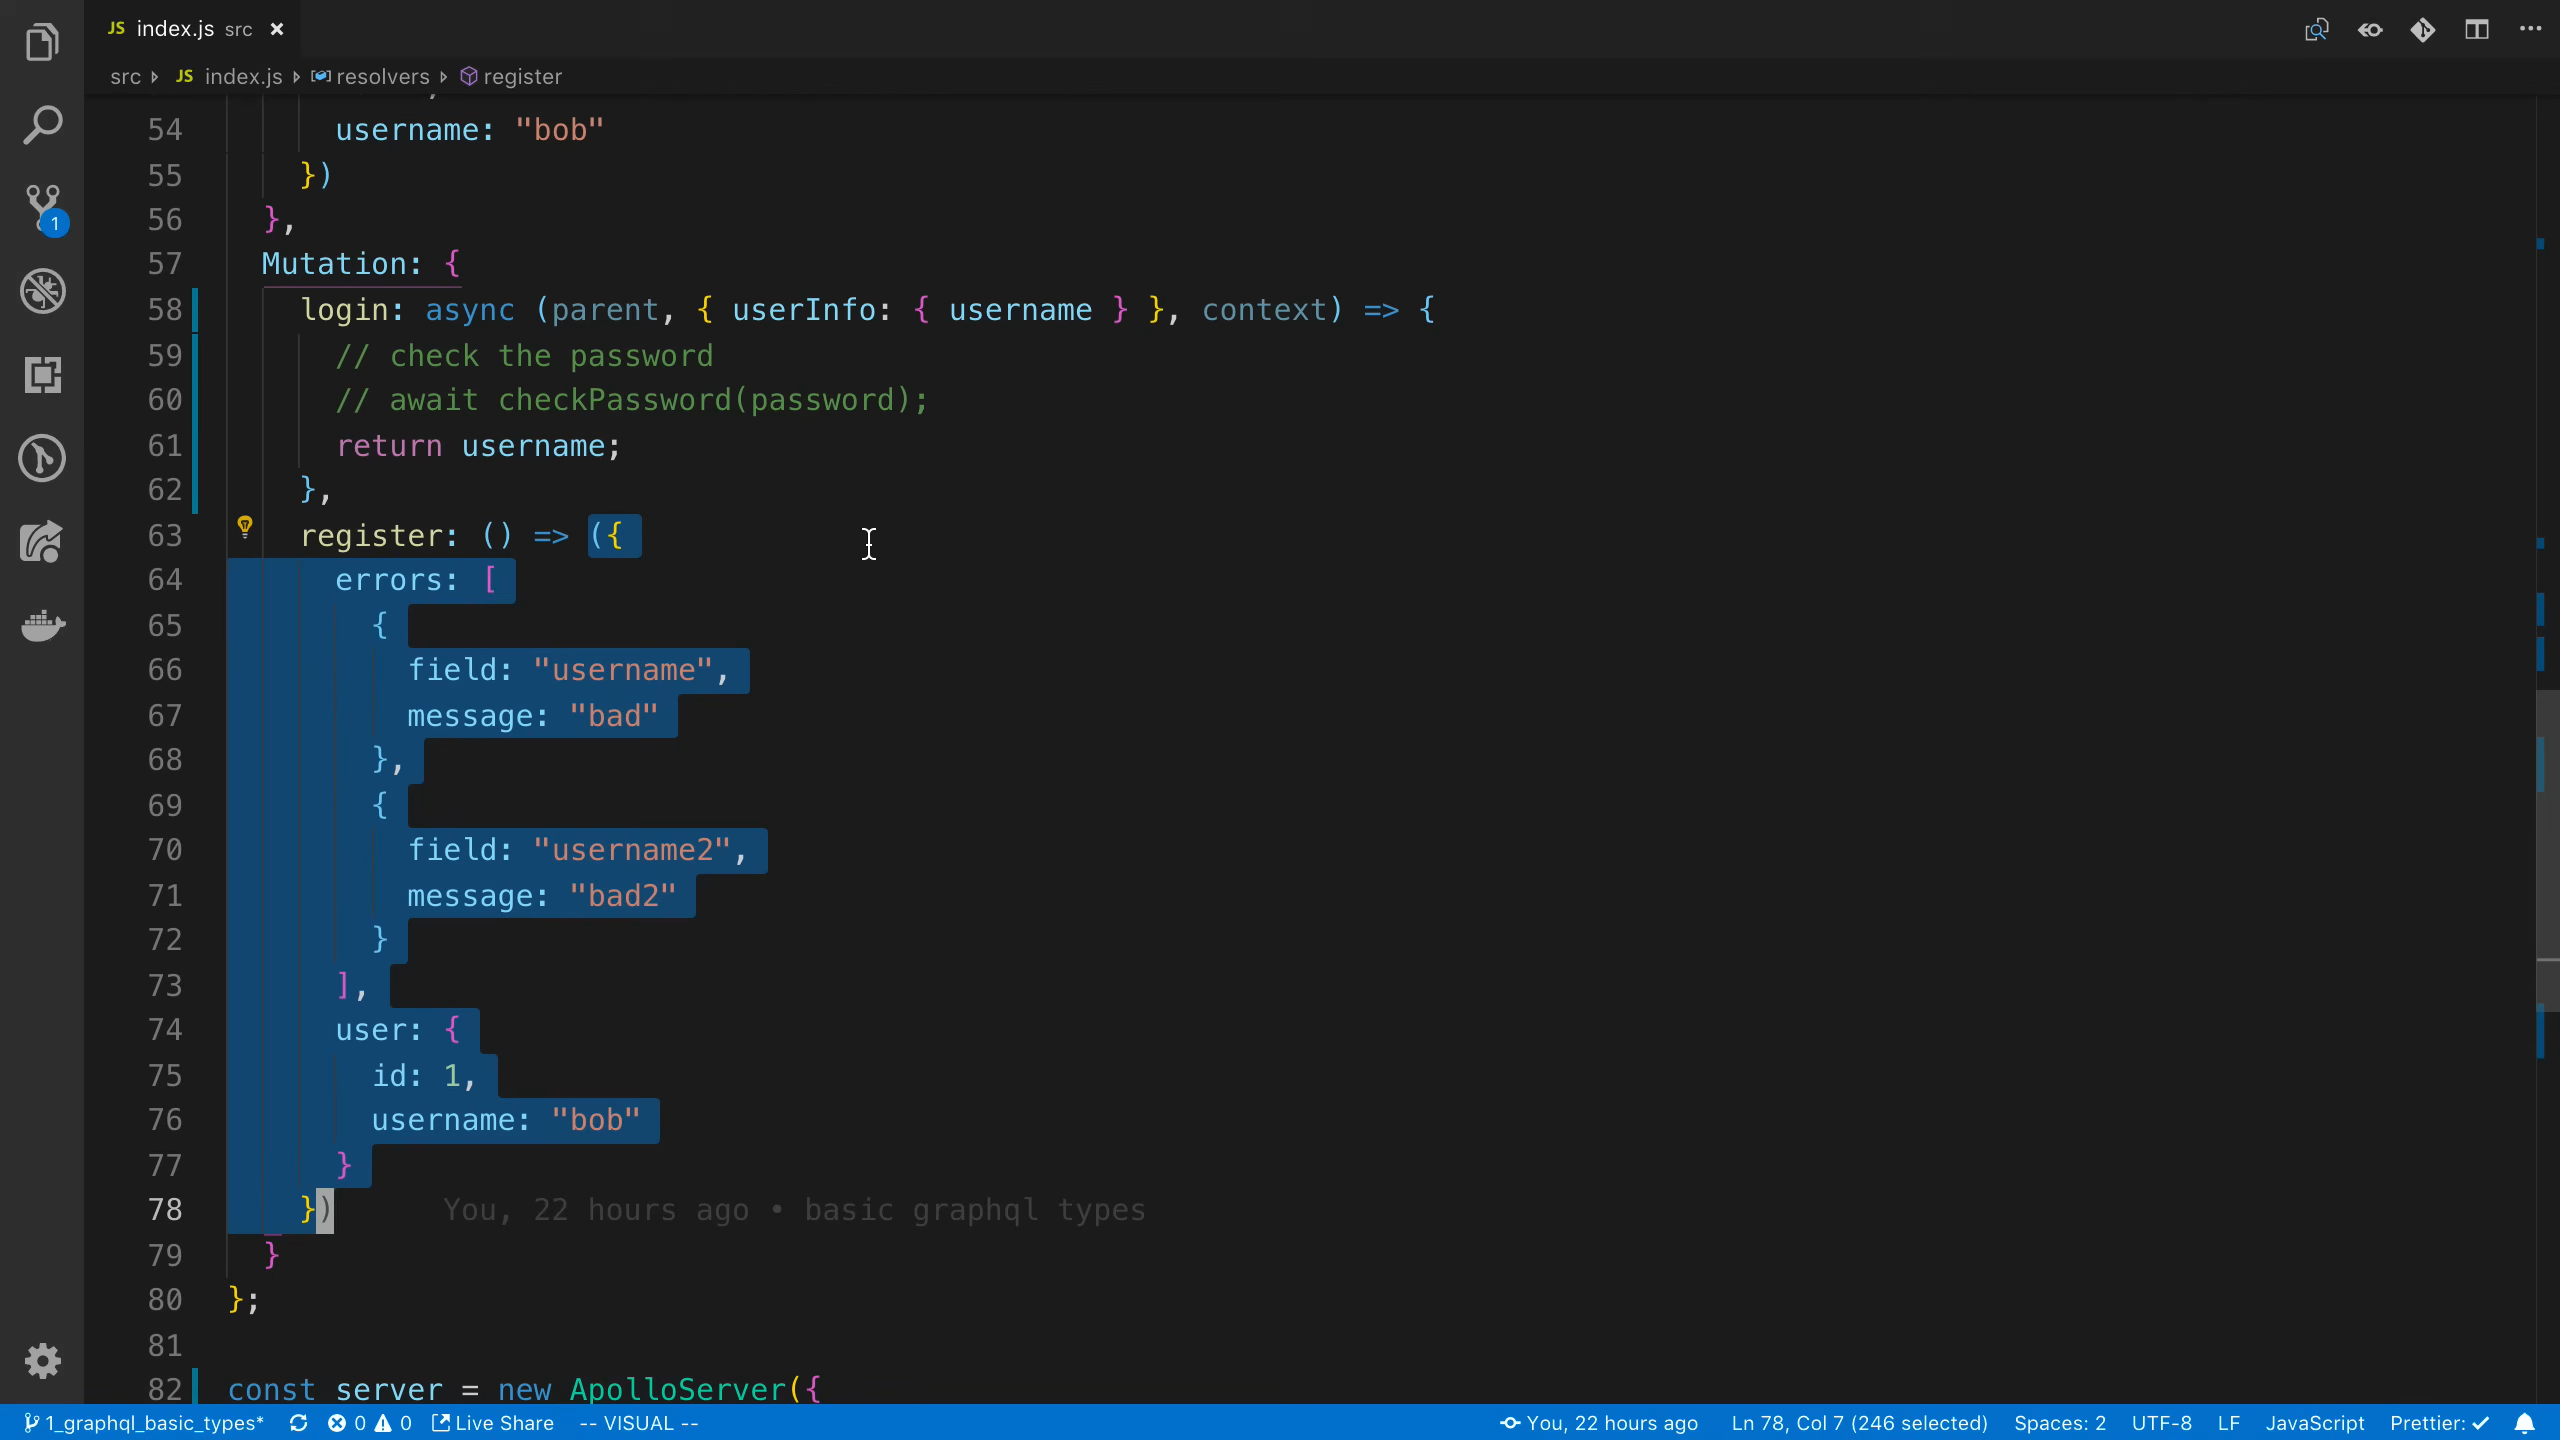 JS index.js src ×
src › JS index.js › resolvers › register
54 username: "bob"
55 })
56 },
57 Mutation: {
58 login: async (parent, { userInfo: { username } }, context) => {
59 // check the password
60 // await checkPassword(password);
61 return username;
62 },
63 register: () => ({
64 errors: [
65 {
66 field: "username",
67 message: "bad"
68 },
69 {
70 field: "username2",
71 message: "bad2"
72 }
73 ],
74 user: {
75 id: 1,
76 username: "bob"
77 }
78 }) You, 22 hours ago • basic graphql types
79 }
80 };
81
82 const server = new ApolloServer({
1
1_graphql_basic_types* 0 0 Live Share -- VISUAL -- You, 22 hours ago Ln 78, Col 7 (246 selected) Spaces: 2 UTF-8 LF JavaScript Prettier: ✓